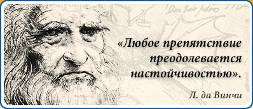 «Любое препятствие
преодолевается
настойчивостью».
Л. да Винчи